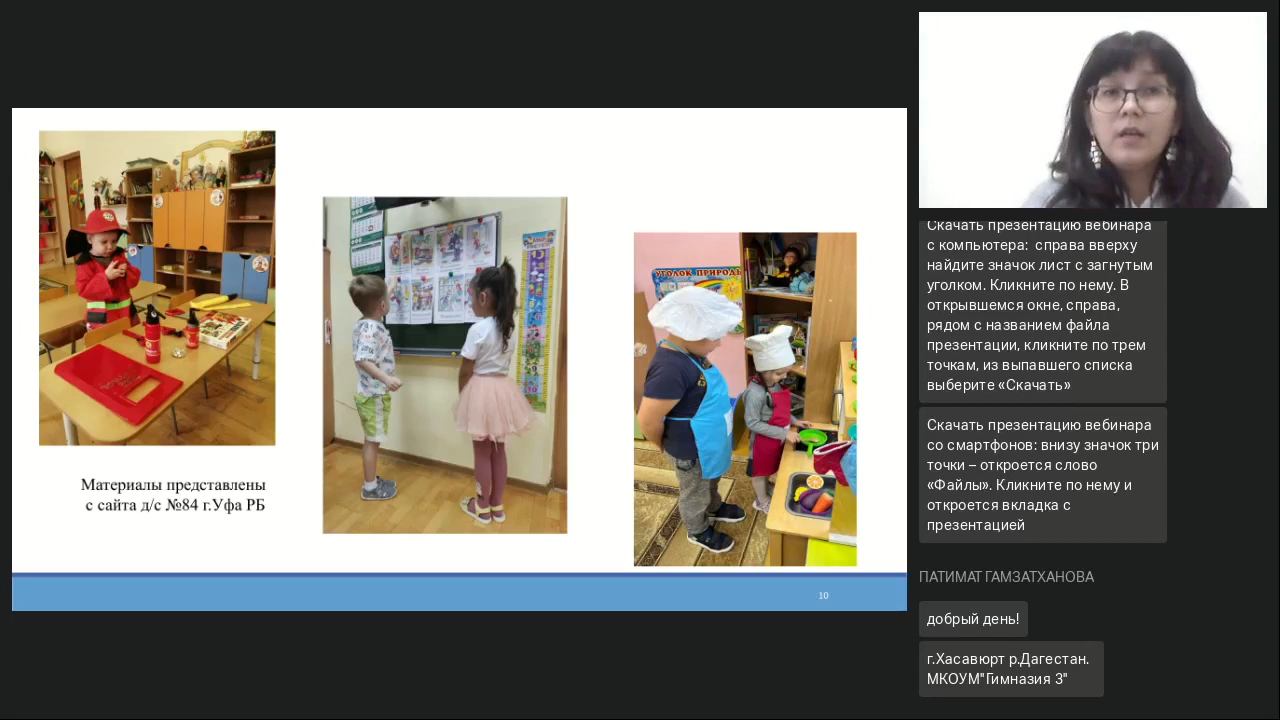 УГОЛОК ПРИРОДЫ
Материалы представлены
с сайта д/с №84 г.Уфа РБ
10
Скачать презентацию вебинара
с компьютера: справа вверху
найдите значок лист с загнутым
уголком. Кликните по нему. В
открывшемся окне, справа,
рядом с названием файла
презентации, кликните по трем
точкам, из выпавшего списка
выберите «Скачать»
Скачать презентацию вебинара
со смартфонов: внизу значок три
точки – откроется слово
«Файлы». Кликните по нему и
откроется вкладка с
презентацией
ПАТИМАТ ГАМЗАТХАНОВА
добрый день!
г.Хасавюрт р.Дагестан.
МКОУМ"Гимназия 3"